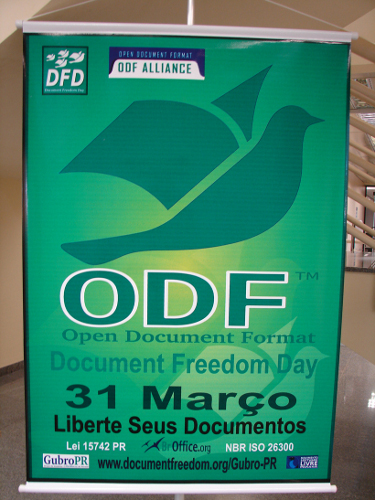 DFD
Document Freedom Day
OPEN DOCUMENT FORMAT
ODF ALLIANCE
ODF™
Open Document Format
Document Freedom Day
31 Março
Liberte Seus Documentos
Lei 15742 PR BrOffice.org NBR ISO 26300
GubroPR www.documentfreedom.org/Gubro-PR
LIVRE